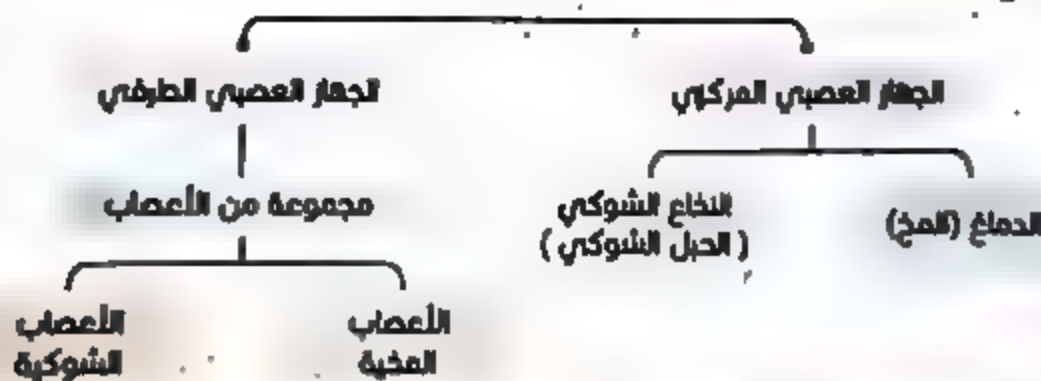 الجهاز العصبي المركزي
الجهاز العصبي الطرفي
الدماغ (المخ)
النخاع الشوكي
( الحبل الشوكي )
مجموعة من الأعصاب
الأعصاب
المخية
الأعصاب
الشوكية